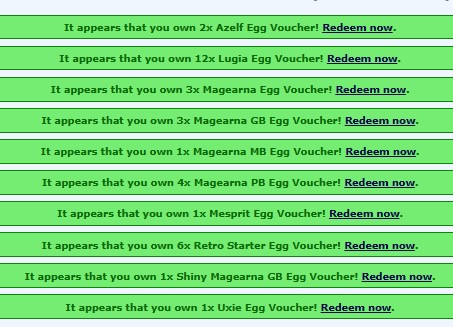 It appears that you own 2x Azelf Egg Voucher! Redeem now.
It appears that you own 12x Lugia Egg Voucher! Redeem now.
It appears that you own 3x Magearna Egg Voucher! Redeem now.
It appears that you own 3x Magearna GB Egg Voucher! Redeem now.
It appears that you own 1x Magearna MB Egg Voucher! Redeem now.
It appears that you own 4x Magearna PB Egg Voucher! Redeem now.
It appears that you own 1x Mesprit Egg Voucher! Redeem now.
It appears that you own 6x Retro Starter Egg Voucher! Redeem now.
It appears that you own 1x Shiny Magearna GB Egg Voucher! Redeem now.
It appears that you own 1x Uxie Egg Voucher! Redeem now.